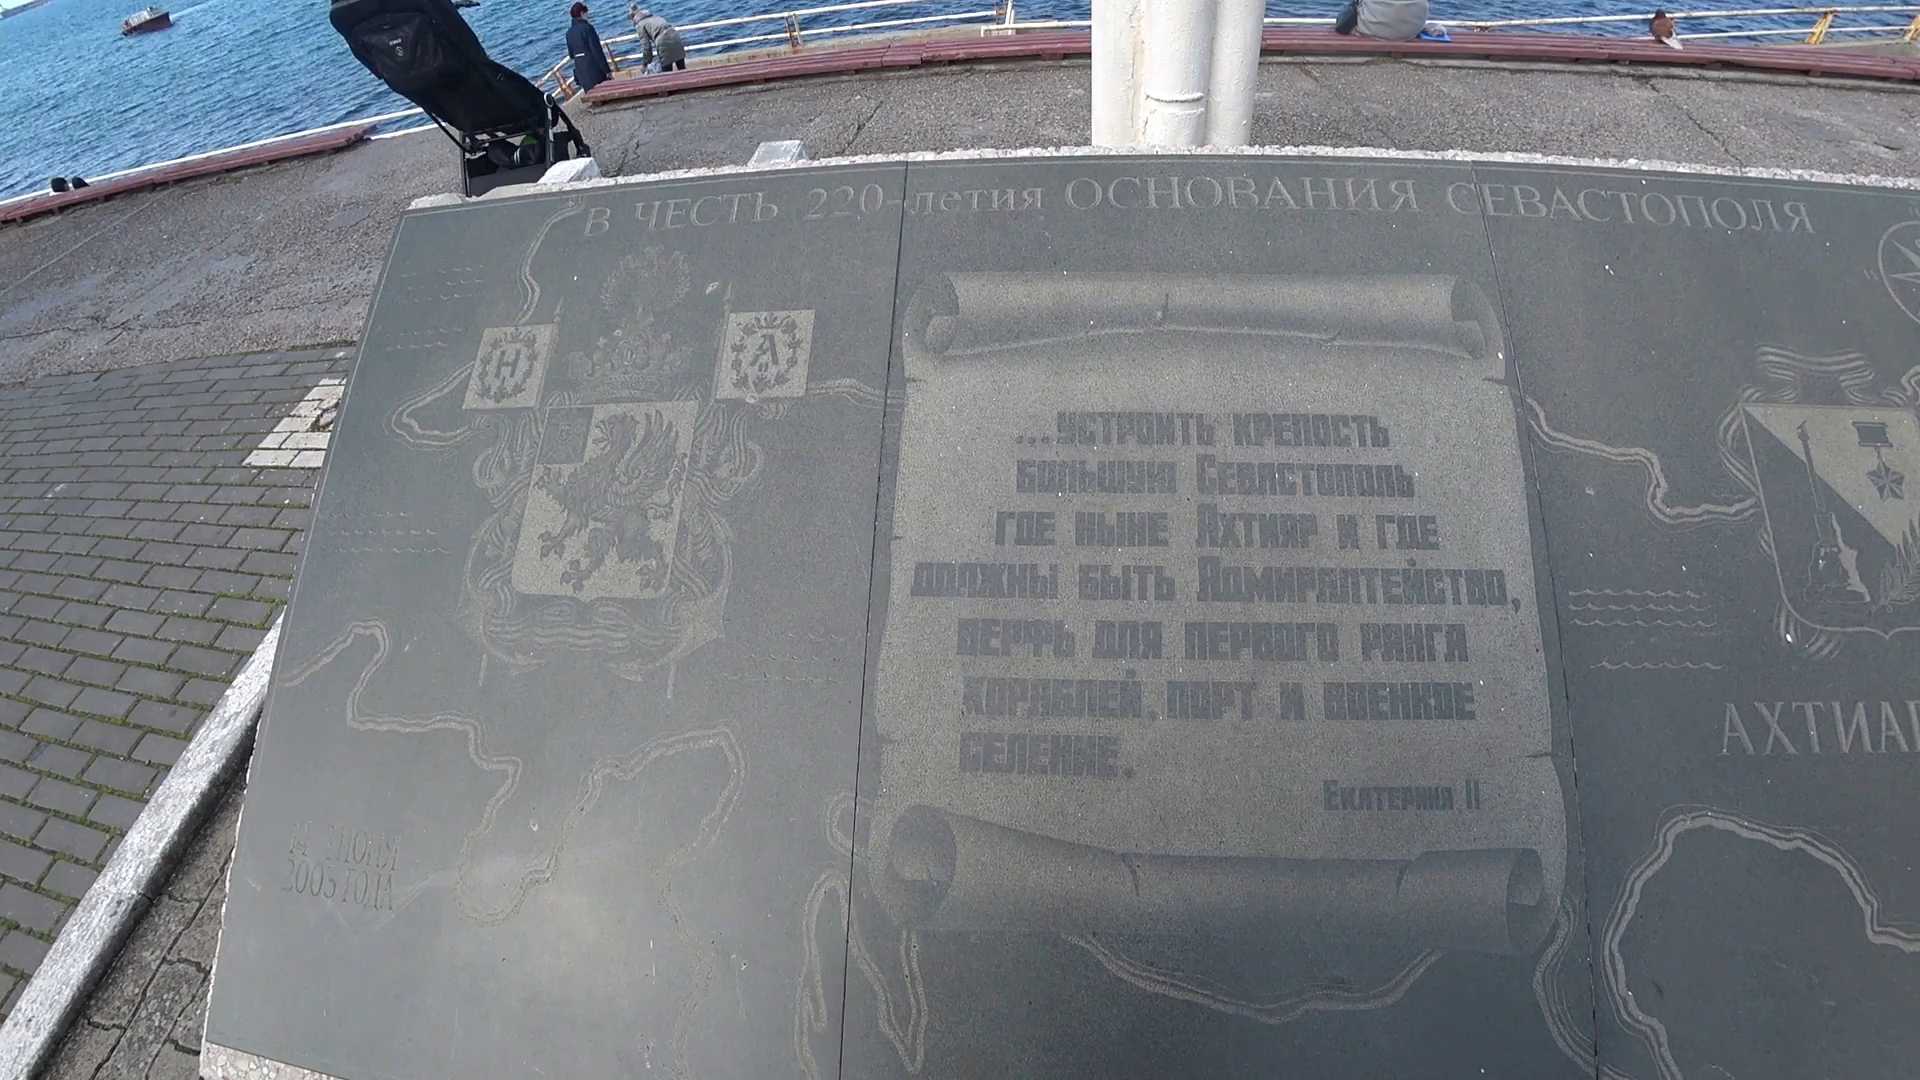 В ЧЕСТЬ 220-летия ОСНОВАНИЯ СЕВАСТОПОЛЯ
Н
А
II
...УСТРОИТЬ КРЕПОСТЬ
БОЛЬШУЮ СЕВАСТОПОЛЬ
ГДЕ НЫНЕ АХТИЯР И ГДЕ
ДОЛЖНЫ БЫТЬ АДМИРАЛТЕЙСТВО,
ВЕРФЬ ДЛЯ ПЕРВОГО РАНГА
КОРАБЛЕЙ, ПОРТ И ВОЕННОЕ
СЕЛЕНИЕ.
ЕКАТЕРИНА II
14 ИЮНЯ
2003 ГОДА